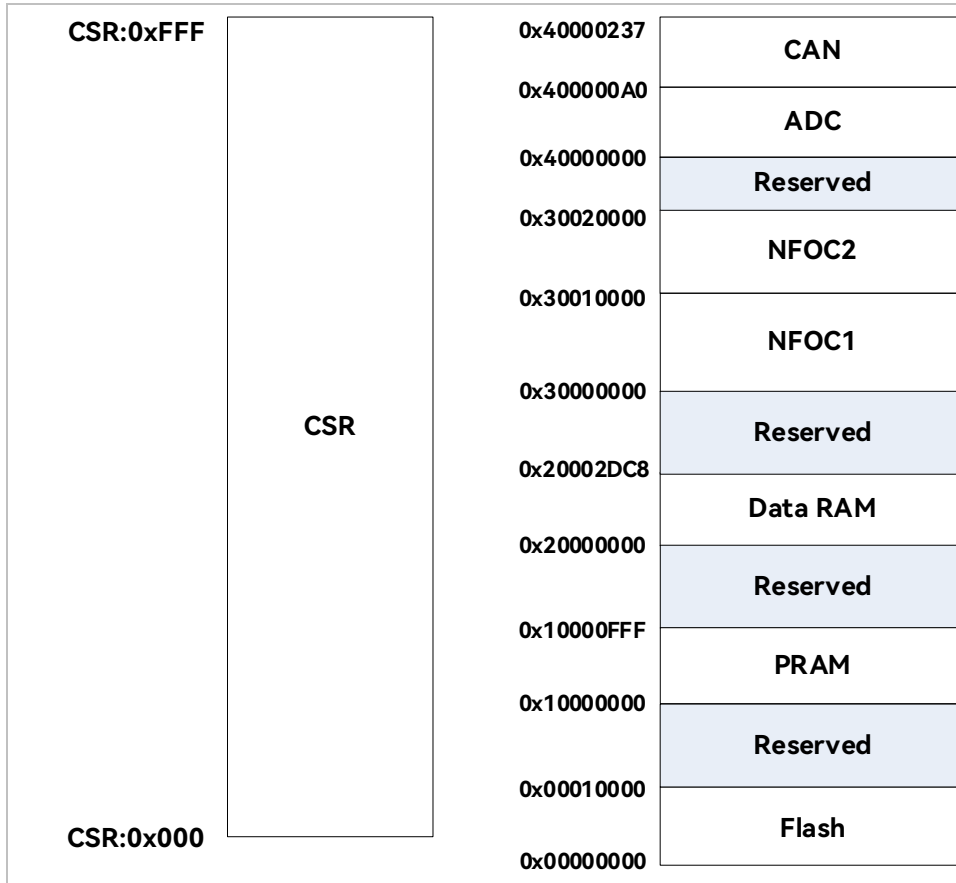 CSR:0xFFF
CSR
CSR:0x000
0x40000237
CAN
0x400000A0
ADC
0x40000000
Reserved
0x30020000
NFOC2
0x30010000
NFOC1
0x30000000
Reserved
0x20002DC8
Data RAM
0x20000000
Reserved
0x10000FFF
PRAM
0x10000000
Reserved
0x00010000
Flash
0x00000000